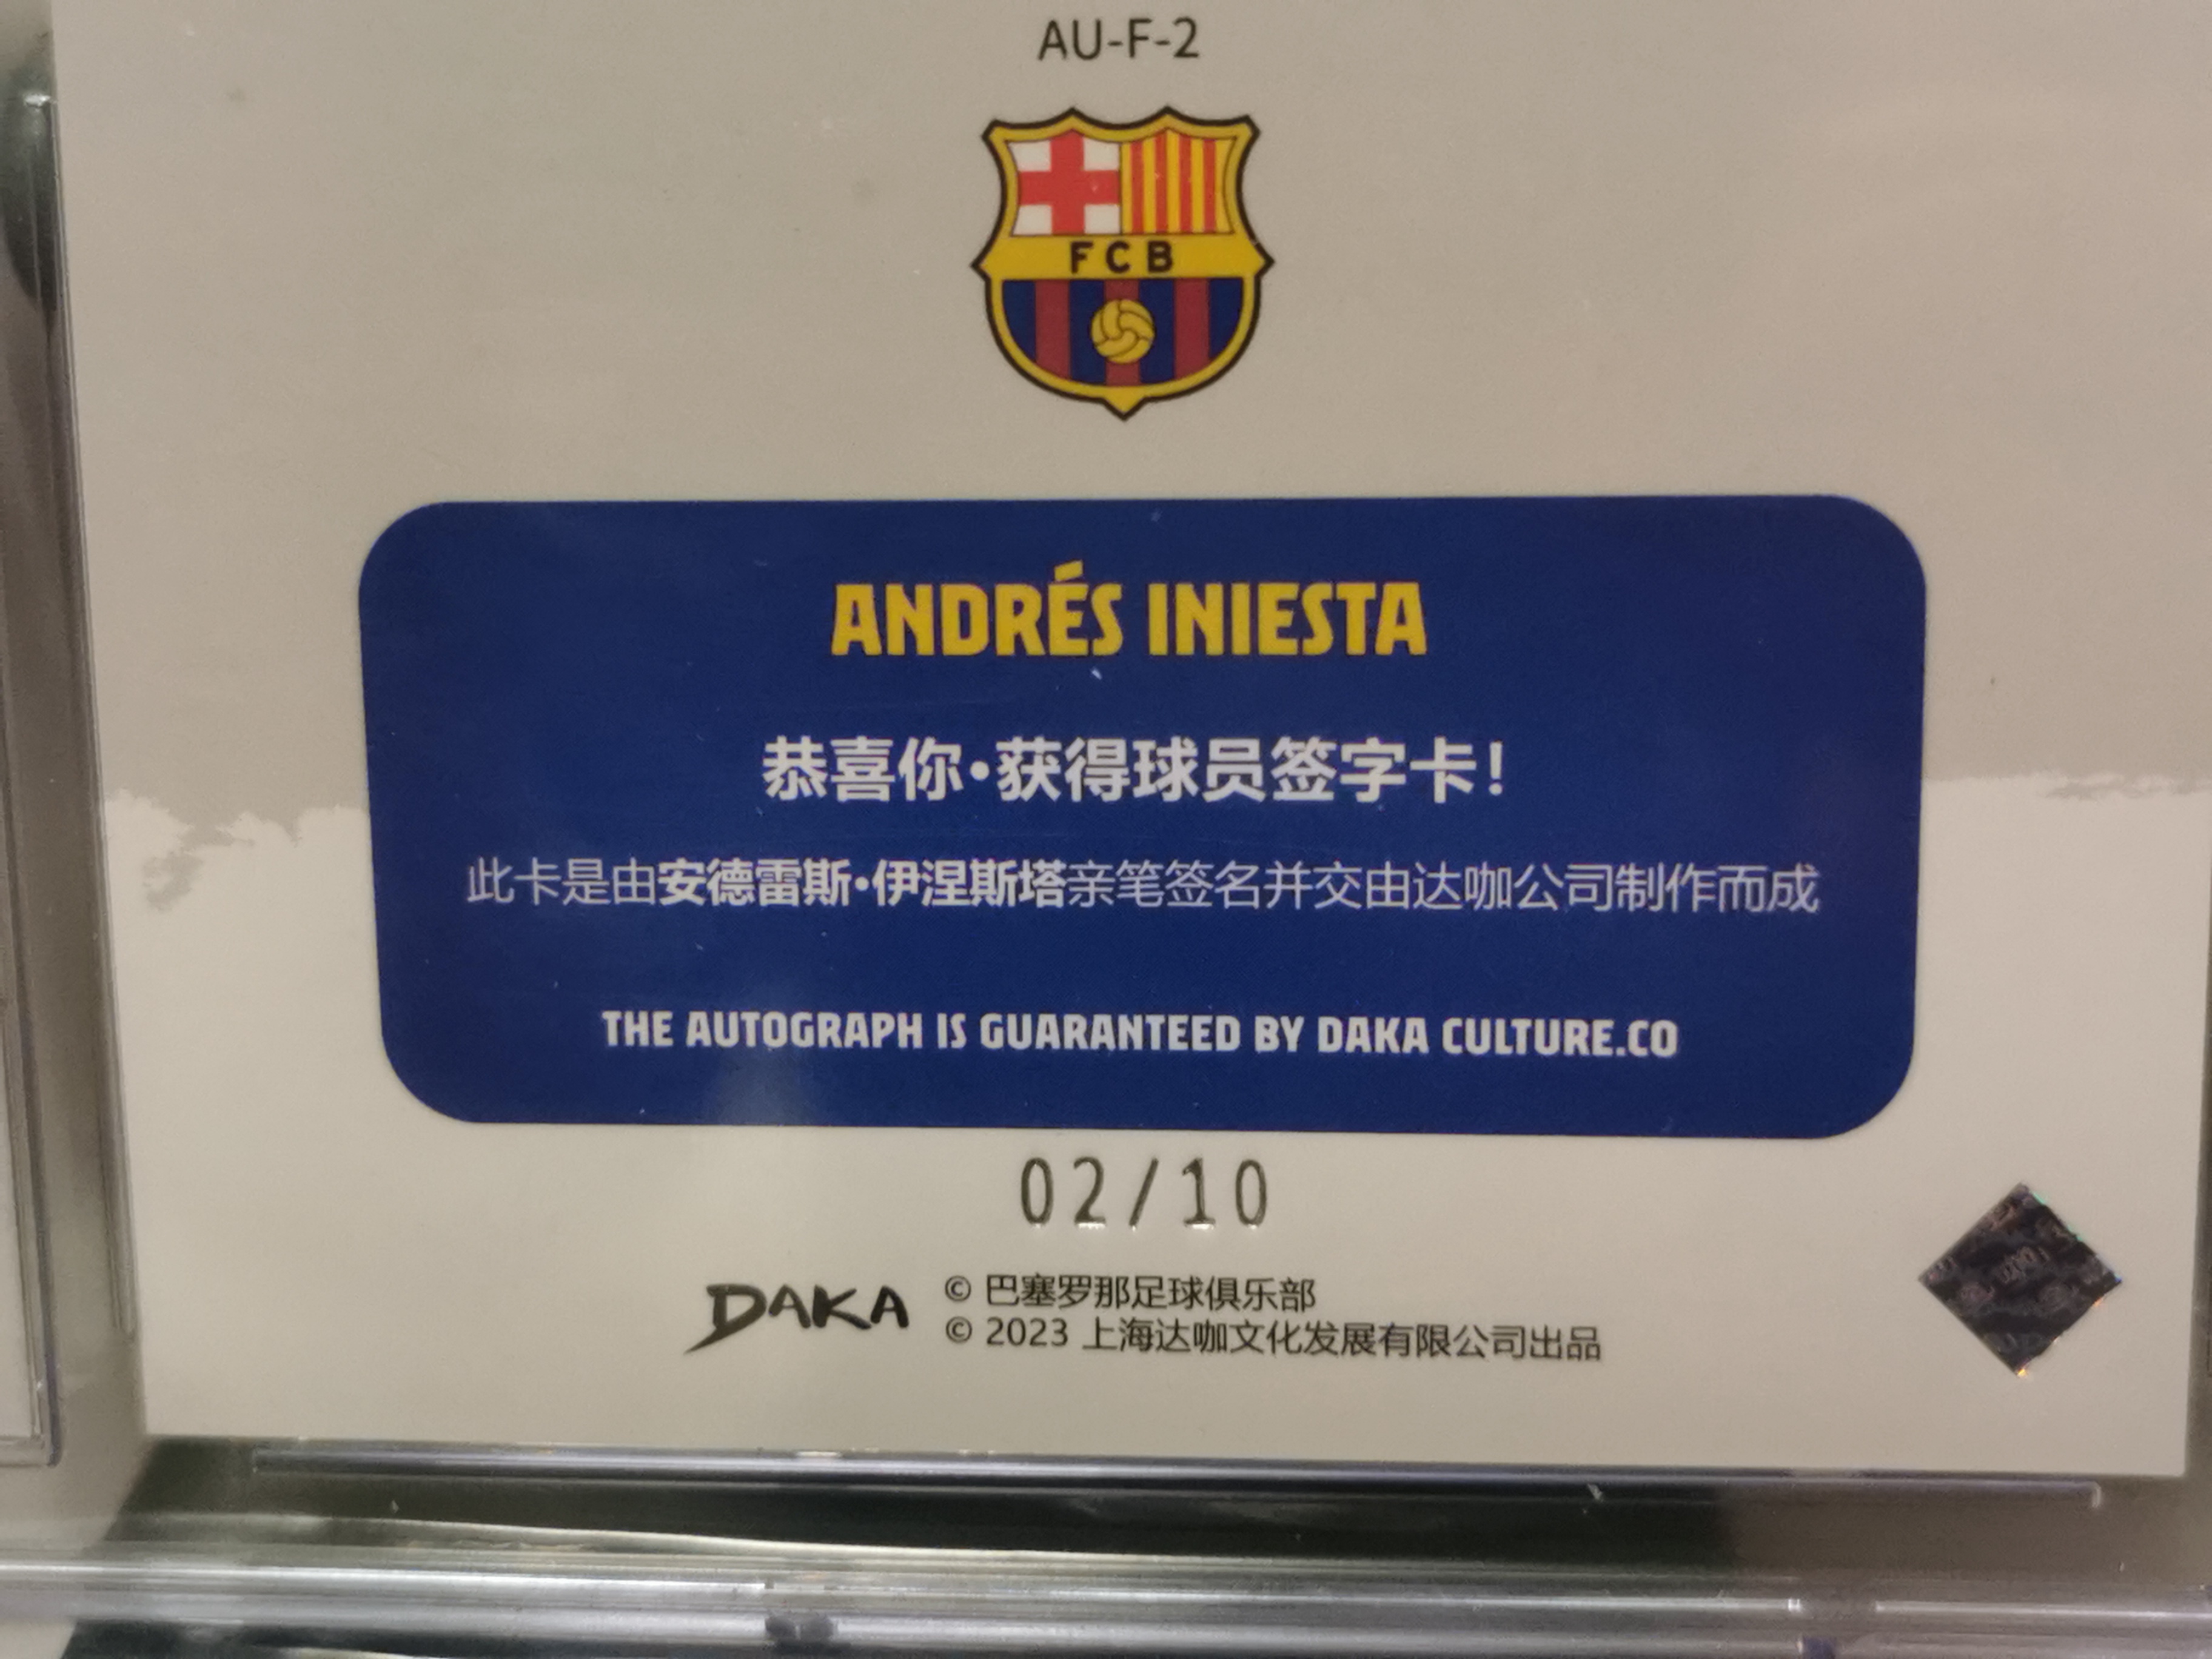 AU-F-2
FCB
ANDRÉS INIESTA
恭喜你•获得球员签字卡!
此卡是由安德雷斯•伊涅斯塔亲笔签名并交由达咖公司制作而成
THE AUTOGRAPH IS GUARANTEED BY DAKA CULTURE.CO
02/10
DAKA
© 巴塞罗那足球俱乐部
© 2023 上海达咖文化发展有限公司出品